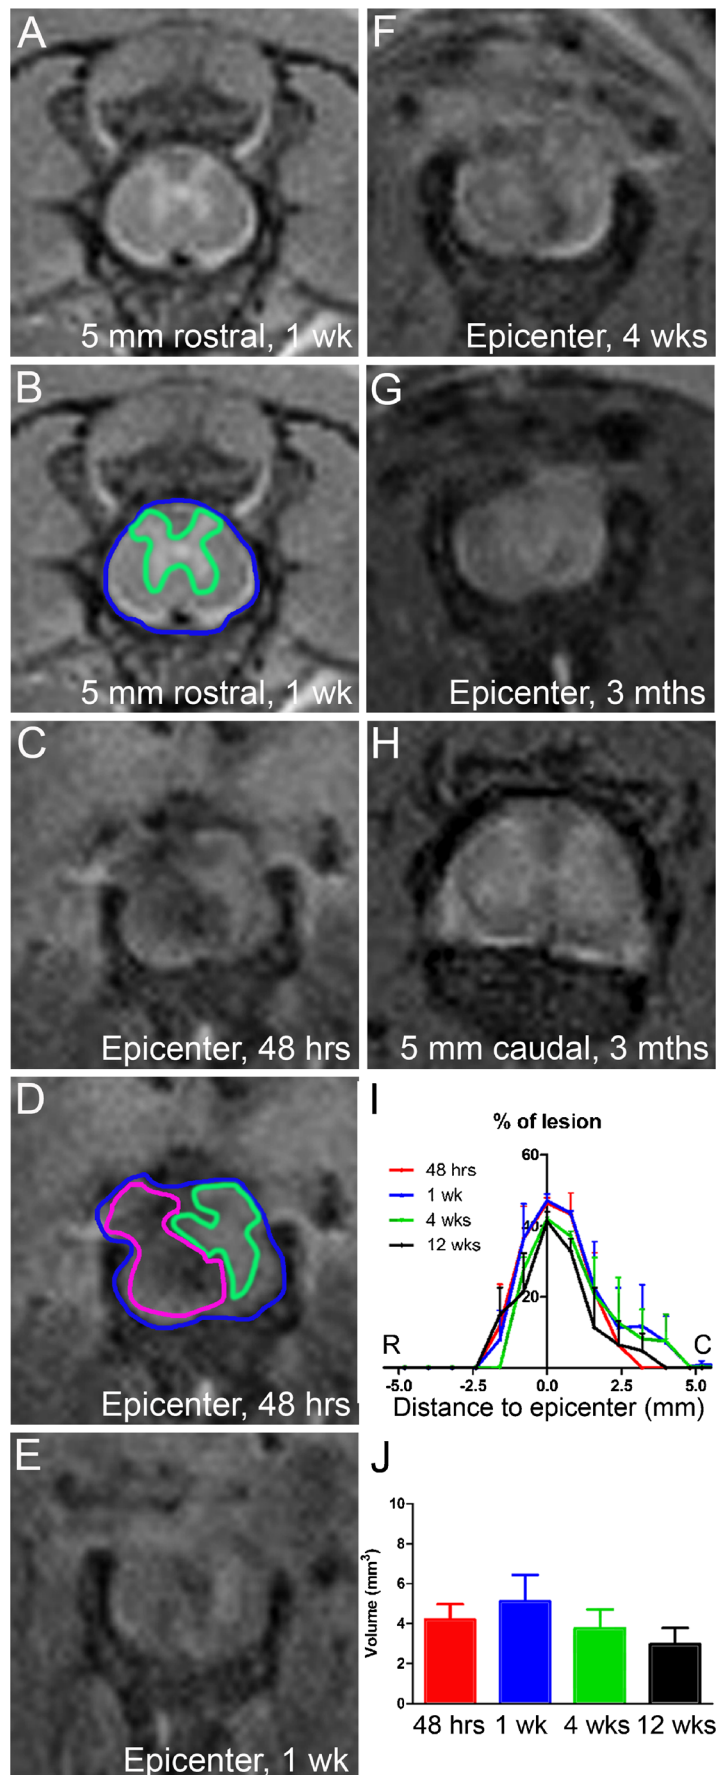 A
5 mm rostral, 1 wk
B
5 mm rostral, 1 wk
C
Epicenter, 48 hrs
D
Epicenter, 48 hrs
E
Epicenter, 1 wk
F
Epicenter, 4 wks
G
Epicenter, 3 mths
H
5 mm caudal, 3 mths
I
% of lesion
60
40
20
48 hrs
1 wk
4 wks
12 wks
R
C
-5.0 -2.5 0.0 2.5 5.0
Distance to epicenter (mm)
J
Volume (mm³)
10
8
6
4
2
0
48 hrs 1 wk 4 wks 12 wks